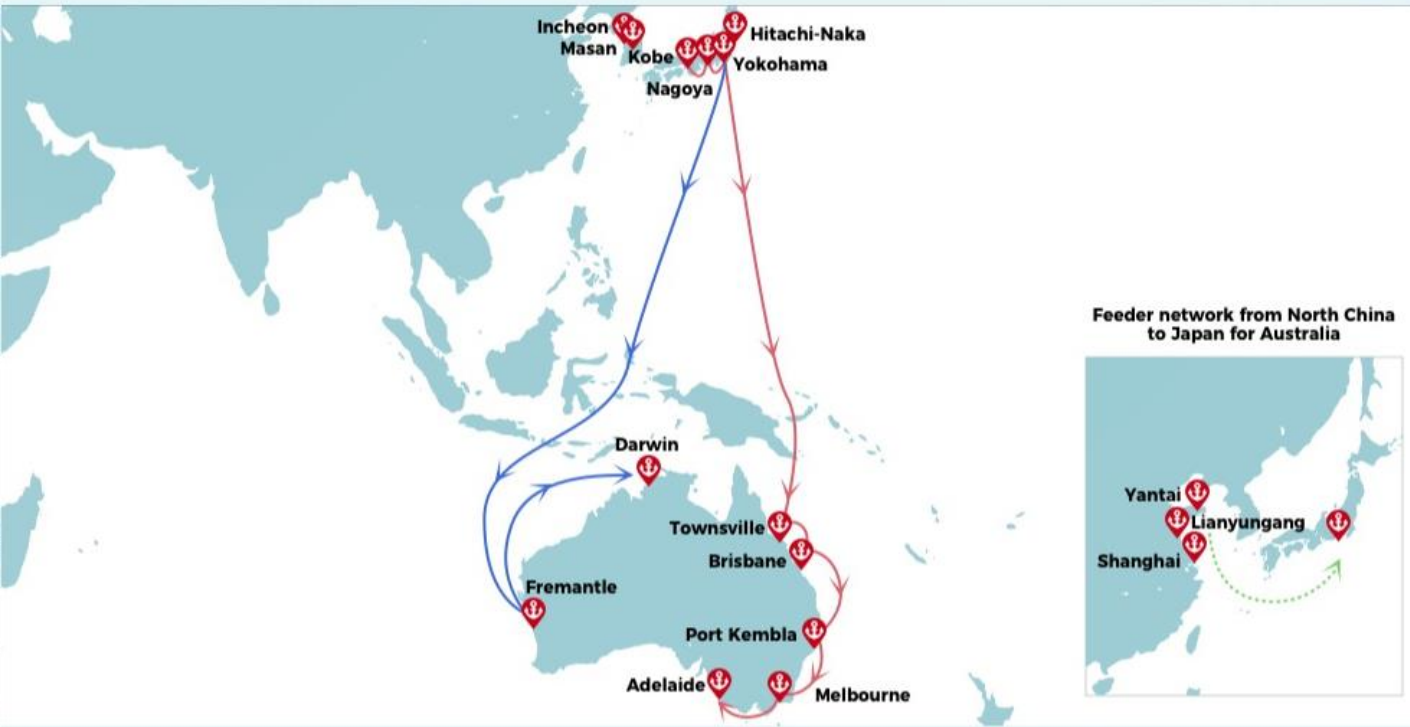 Incheon
Masan
Kobe
Nagoya
Hitachi-Naka
Yokohama
Feeder network from North China
to Japan for Australia
Darwin
Townsville
Brisbane
Fremantle
Port Kembla
Adelaide
Melbourne
Yantai
Lianyungang
Shanghai